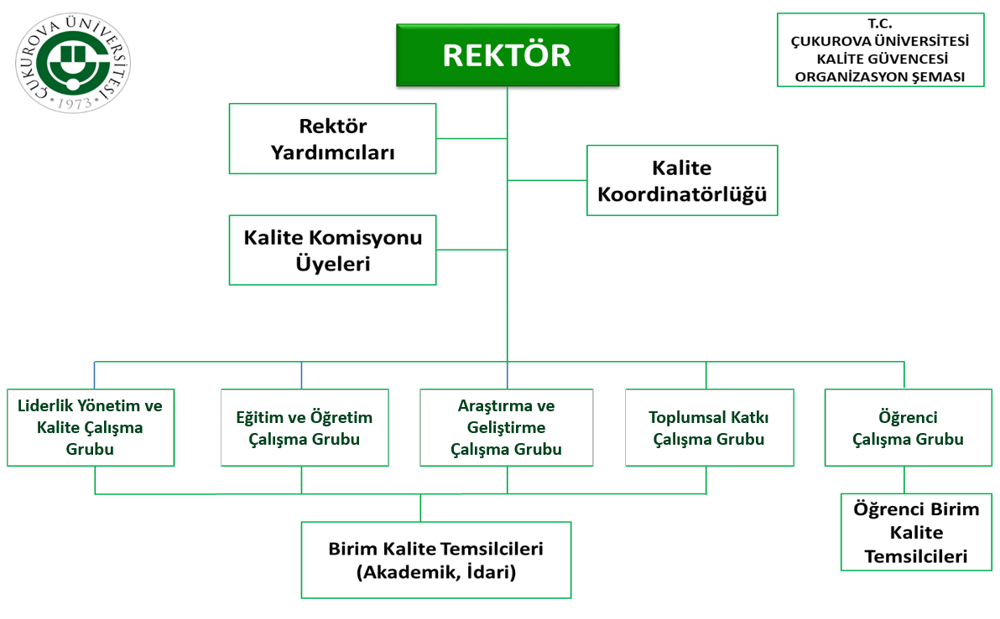 ÇUKUROVA ÜNİVERSİTESİ
• 1973 •
REKTÖR
T.C.
ÇUKUROVA ÜNİVERSİTESİ
KALİTE GÜVENCESİ
ORGANİZASYON ŞEMASI
Rektör
Yardımcıları
Kalite
Koordinatörlüğü
Kalite Komisyonu
Üyeleri
Liderlik Yönetim ve
Kalite Çalışma
Grubu
Eğitim ve Öğretim
Çalışma Grubu
Araştırma ve
Geliştirme
Çalışma Grubu
Toplumsal Katkı
Çalışma Grubu
Öğrenci
Çalışma Grubu
Birim Kalite Temsilcileri
(Akademik, İdari)
Öğrenci Birim
Kalite
Temsilcileri